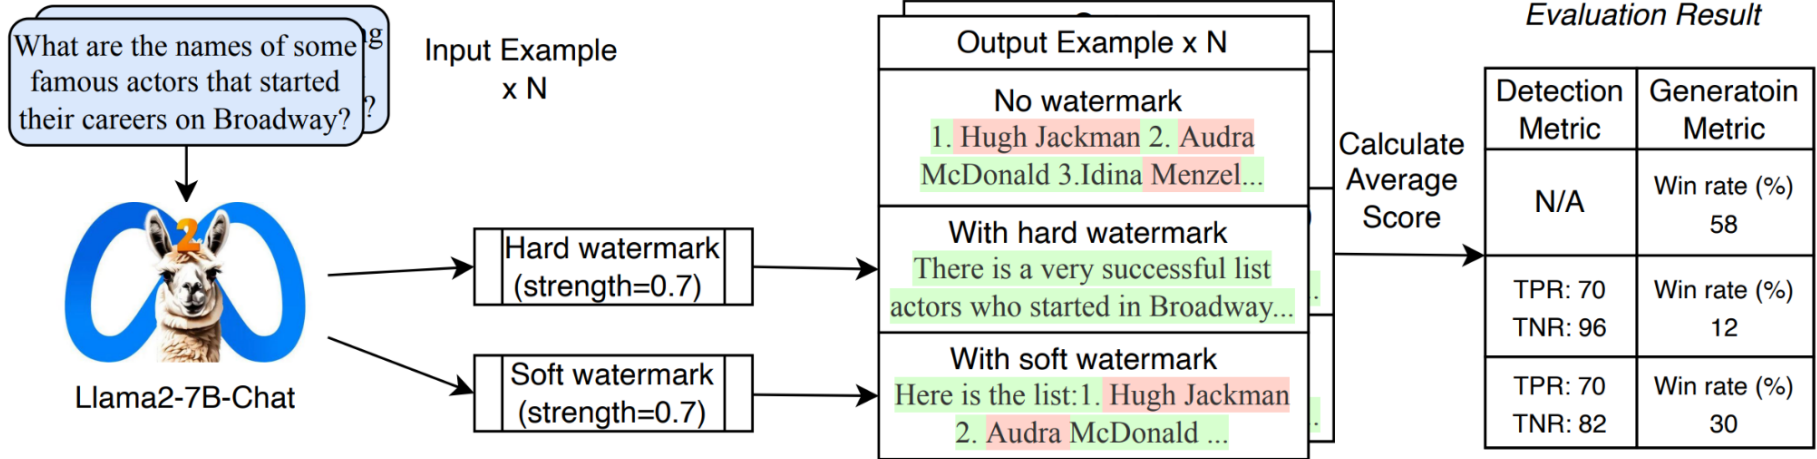 What are the names of some
famous actors that started
their careers on Broadway?
g
?
Input Example
x N
2
Llama2-7B-Chat
Hard watermark
(strength=0.7)
Soft watermark
(strength=0.7)
Output Example x N
No watermark
1. Hugh Jackman 2. Audra
McDonald 3.Idina Menzel...
With hard watermark
There is a very successful list
actors who started in Broadway...
With soft watermark
Here is the list:1. Hugh Jackman
2. Audra McDonald ...
Calculate
Average
Score
Evaluation Result
Detection
Metric
Generatoin
Metric
N/A
Win rate (%)
58
TPR: 70
TNR: 96
Win rate (%)
12
TPR: 70
TNR: 82
Win rate (%)
30